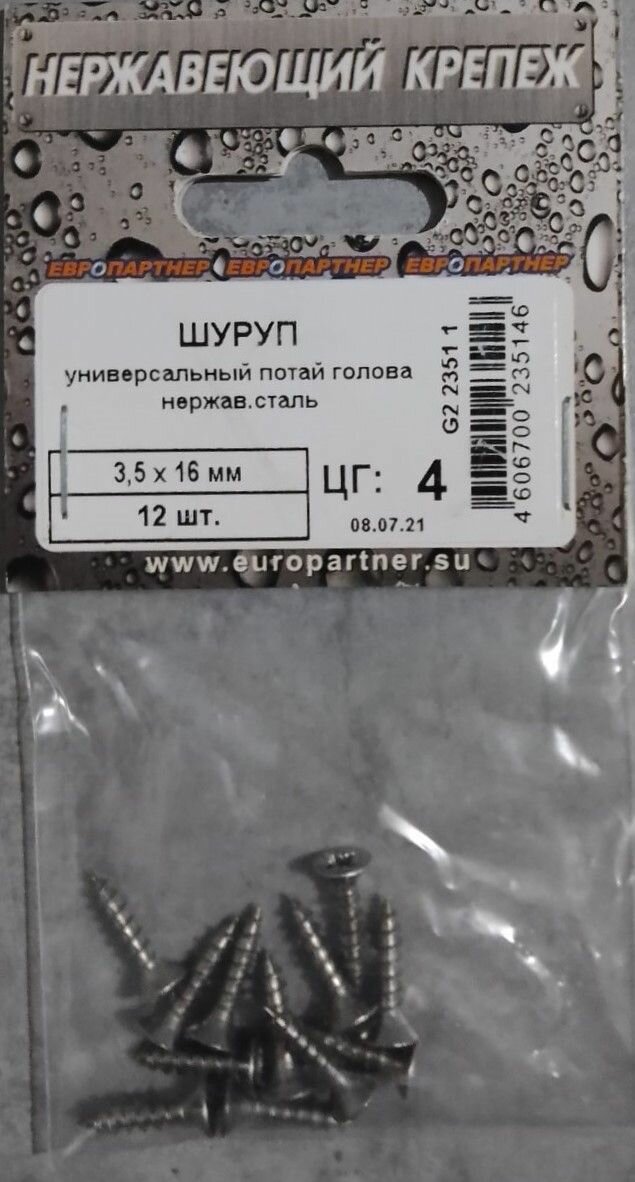 НЕРЖАВЕЮЩИЙ КРЕПЕЖ
ЕВРОПАРТНЕР ЕВРОПАРТНЕР ЕВРОПАРТНЕР
ШУРУП
универсальный потай голова
нержав.сталь
3,5 х 16 мм
12 шт.
ЦГ: 4
08.07.21
G2 2351 1
4 606700 235146
www.europartner.su